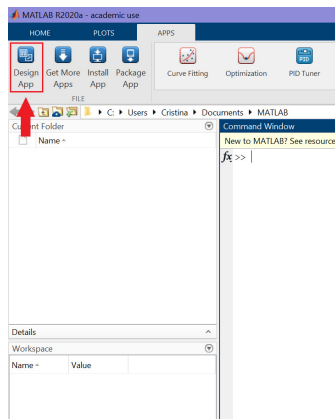 MATLAB R2020a - academic use
HOME PLOTS APPS
Design App Get More Apps Install App Package App Curve Fitting Optimization PID Tuner
FILE
C: Users Cristina Documents MATLAB
Current Folder
Name
Command Window
New to MATLAB? See resource
fx >>
Details
Workspace
Name Value